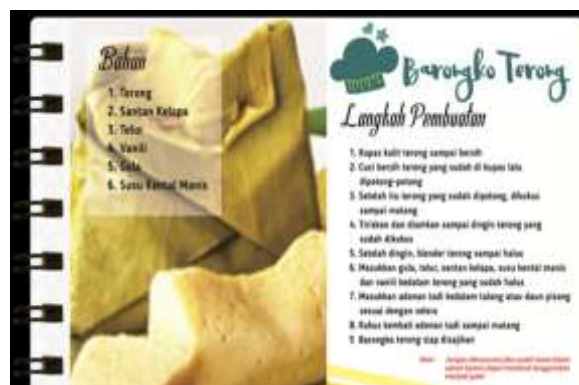 Bahan
1. Terong
2. Santan Kelapa
3. Telur
4. Vanili
5. Gula
6. Susu Kental Manis
Barongko Terong
Langkah Pembuatan
1. Kupas kulit terong sampai bersih
2. Cuci bersih terong yang sudah di kupas lalu
dipotong-potong
3. Setelah itu terong yang sudah dipotong, dikukus
sampai matang
4. Tiriskan dan diamkan sampai dingin terong yang
sudah dikukus
5. Setelah dingin, blender terong sampai halus
6. Masukkan gula, telur, santan kelapa, susu kental manis
dan vanili kedalam terong yang sudah halus
7. Masukkan adonan tadi kedalam talang atau daun pisang
sesuai dengan selera
8. Kukus kembali adonan tadi sampai matang
9. Barongko terong siap disajikan